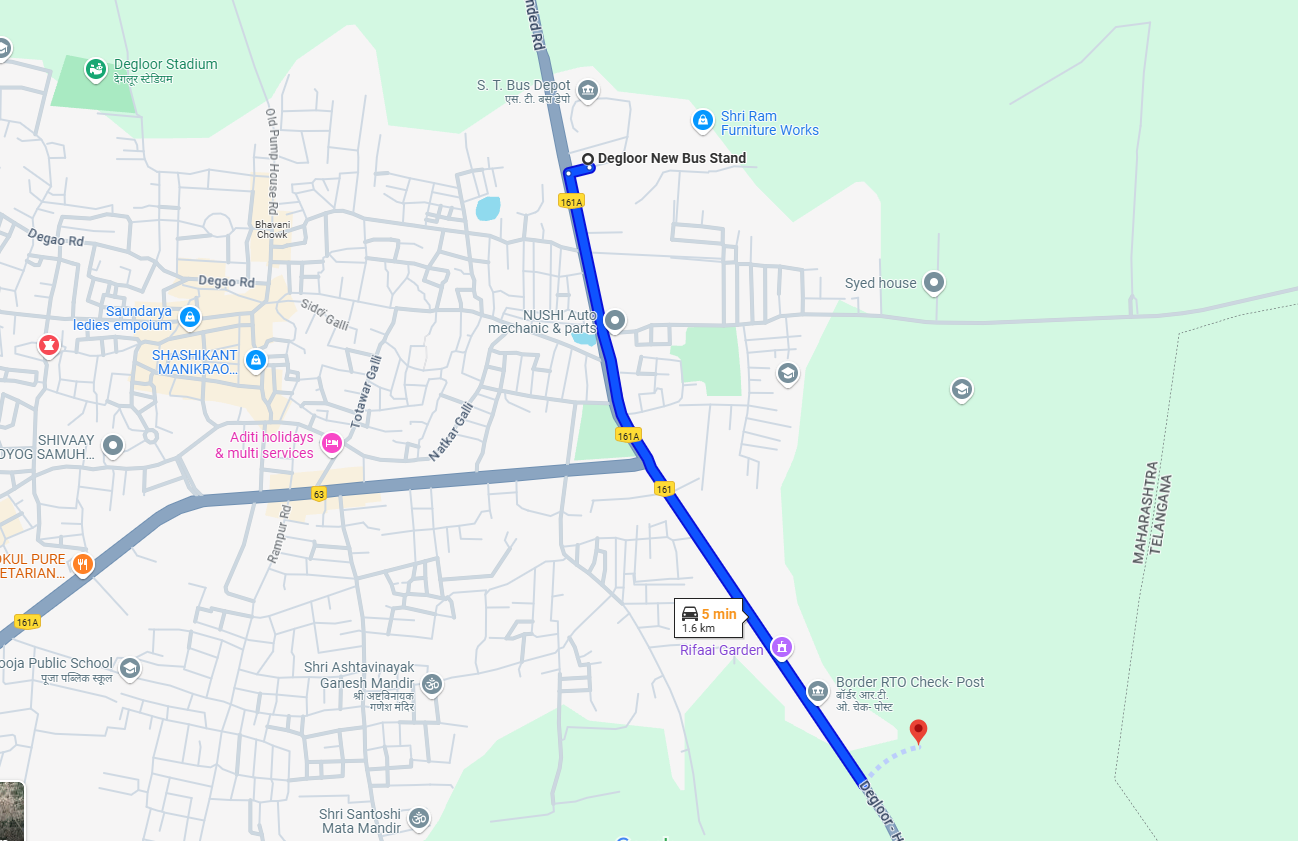 nded Rd
Degloor Stadium
देगलूर स्टेडियम
S. T. Bus Depot
एस. टी. बस डेपो
Shri Ram
Furniture Works
Old Pump House Rd
Degloor New Bus Stand
161A
Bhavani
Chowk
Degao Rd
Degao Rd
Syed house
Saundarya
ledies empoium
Siddi Galli
NUSHI Auto
mechanic & parts
SHASHIKANT
MANIKRAO...
Totawar Galli
Natkar Galli
161A
SHIVAAY
OYOG SAMUH...
Aditi holidays
& multi services
63
161
MAHARASHTRA
TELANGANA
Rampur Rd
OKUL PURE
ETARIAN...
161A
5 min
1.6 km
Rifaai Garden
ooja Public School
पूजा पब्लिक स्कूल
Shri Ashtavinayak
Ganesh Mandir
श्री अष्टविनायक
गणेश मंदिर
Border RTO Check- Post
बॉर्डर आर.टी.
ओ. चेक- पोस्ट
Degloor - H
Shri Santoshi
Mata Mandir